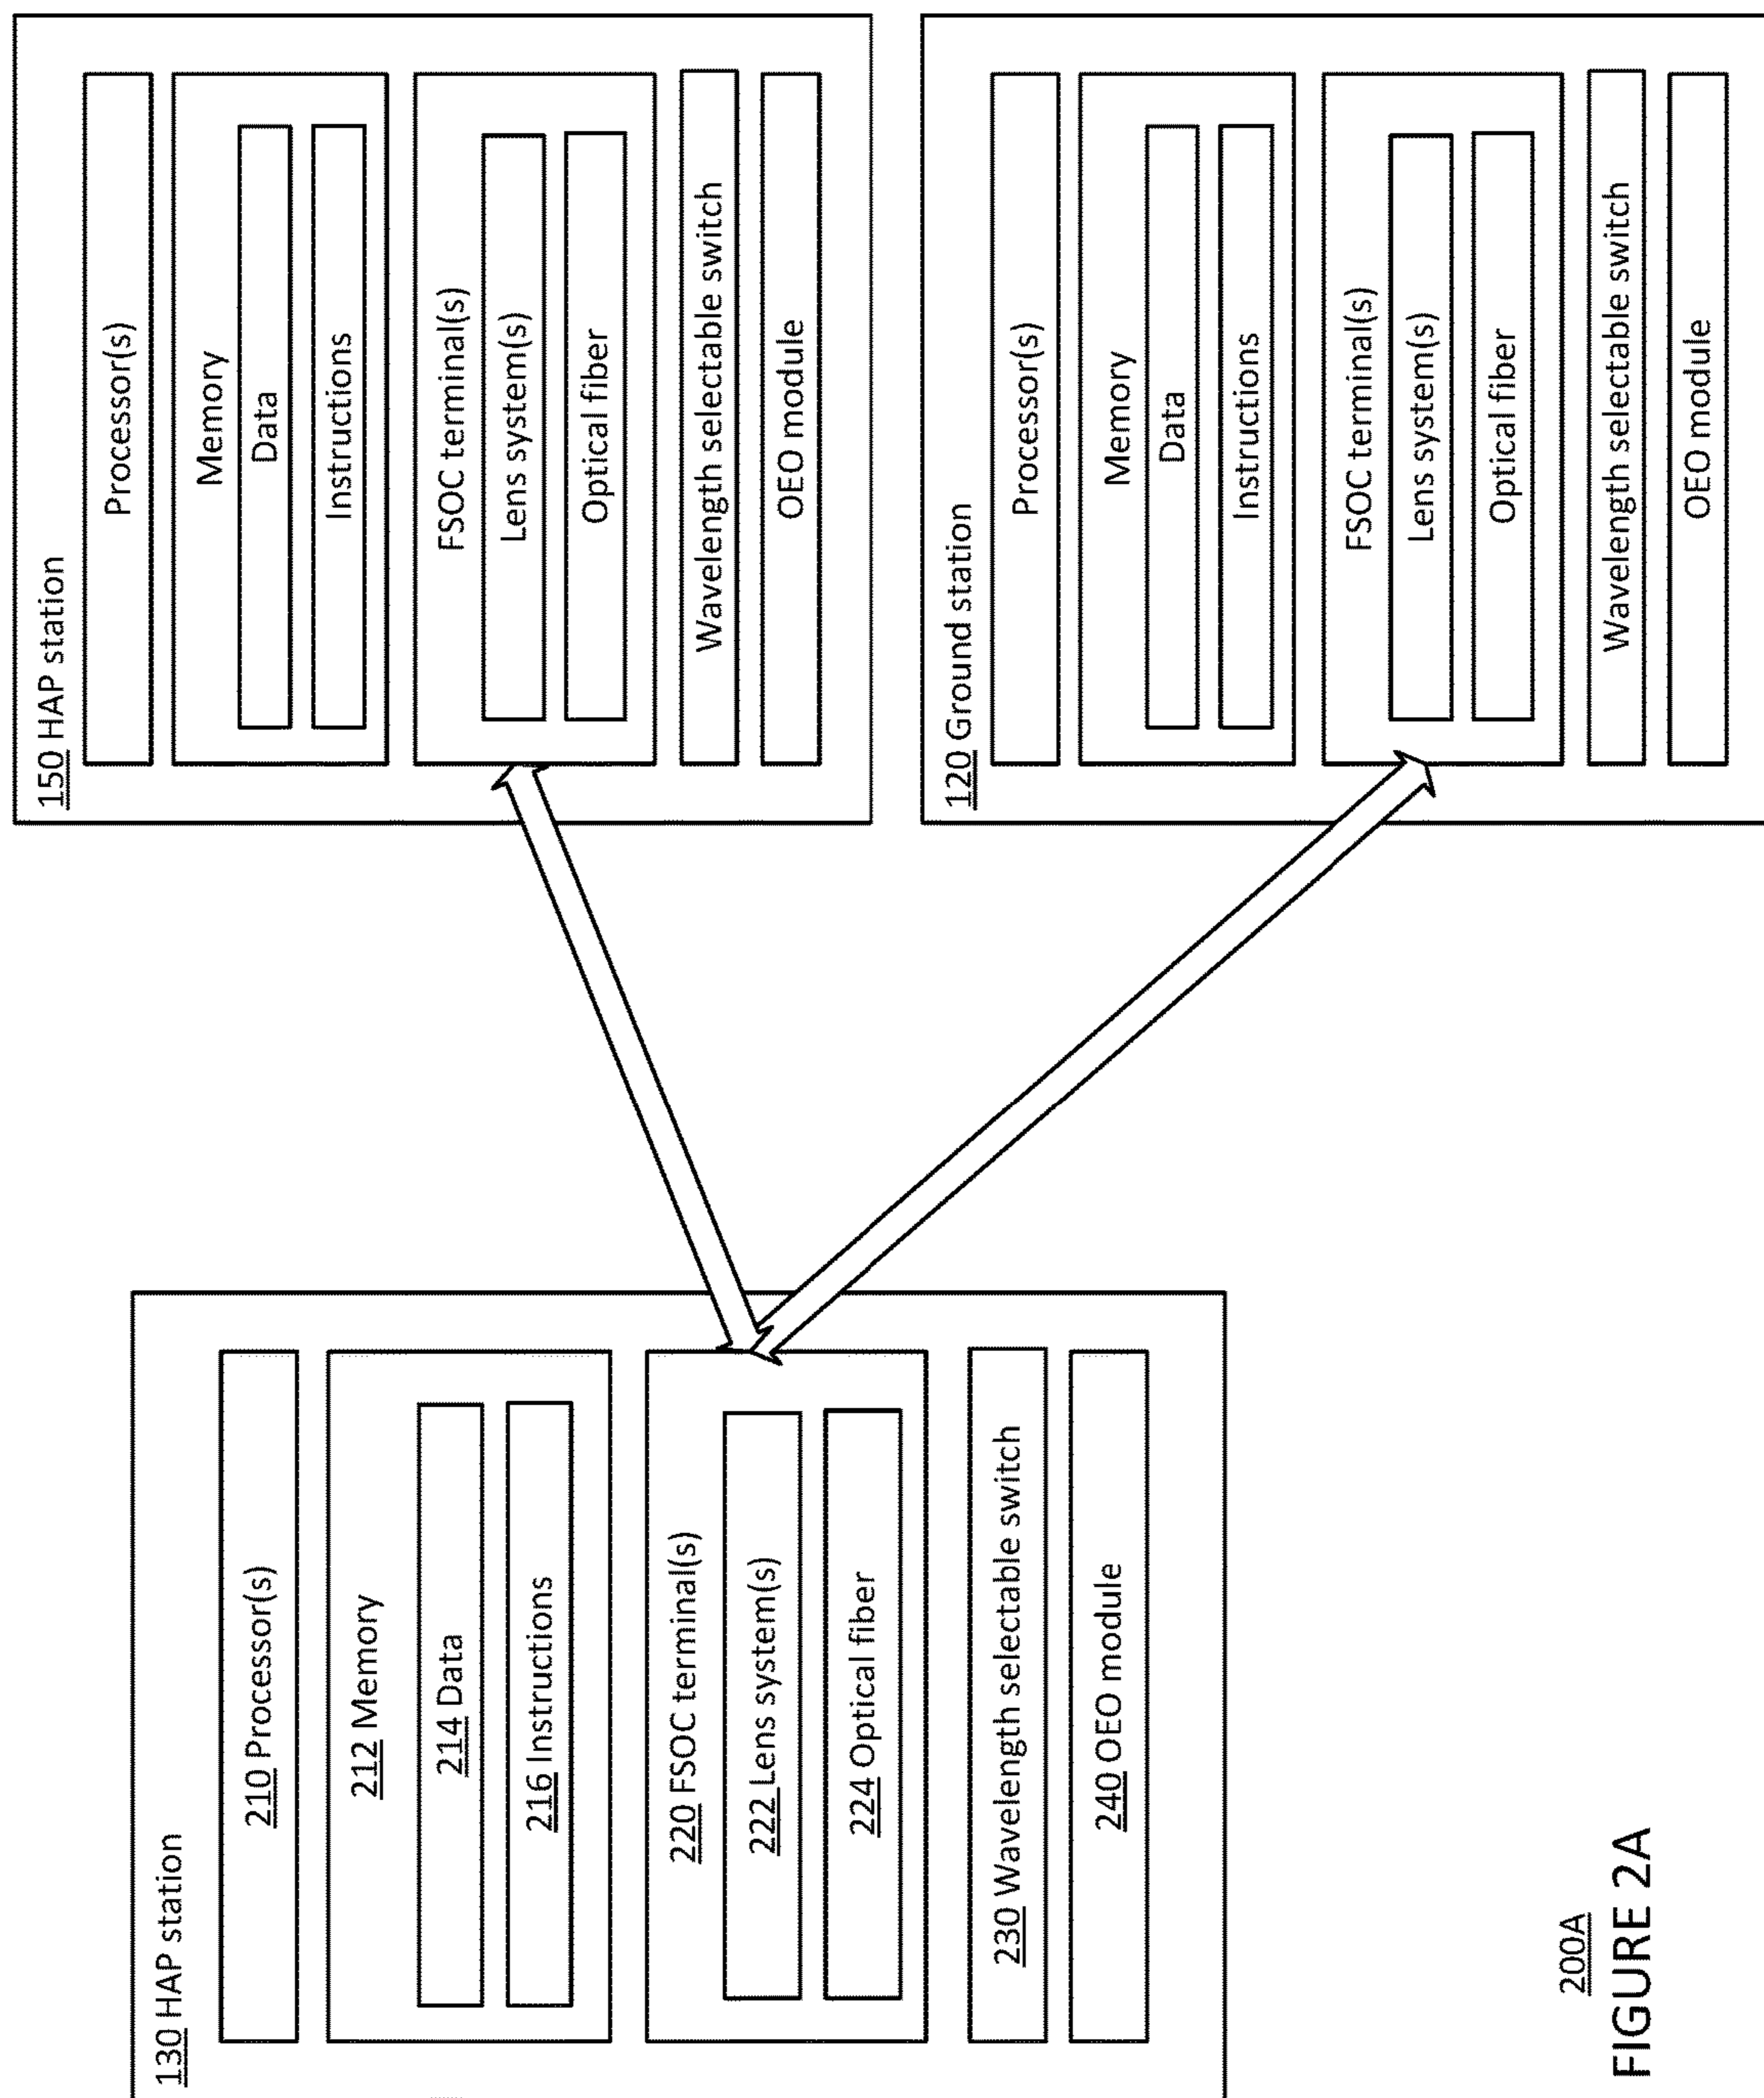 130 HAP station
210 Processor(s)
212 Memory
214 Data
216 Instructions
220 FSOC terminal(s)
222 Lens system(s)
224 Optical fiber
230 Wavelength selectable switch
240 OEO module
150 HAP station
Processor(s)
Memory
Data
Instructions
FSOC terminal(s)
Lens system(s)
Optical fiber
Wavelength selectable switch
OEO module
120 Ground station
Processor(s)
Memory
Data
Instructions
FSOC terminal(s)
Lens system(s)
Optical fiber
Wavelength selectable switch
OEO module
200A
FIGURE 2A